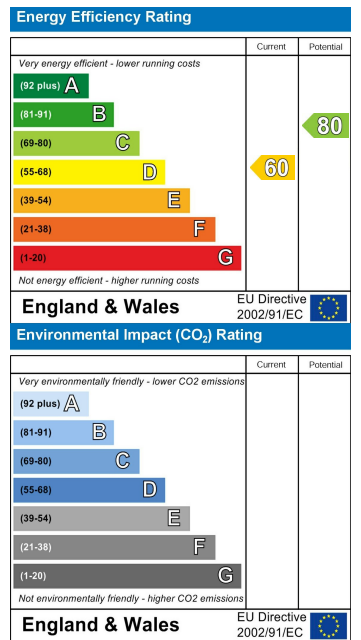 Energy Efficiency Rating
Current Potential
Very energy efficient - lower running costs
(92 plus) A
(81-91) B
(69-80) C
(55-68) D
(39-54) E
(21-38) F
(1-20) G
80
60
Not energy efficient - higher running costs
England & Wales
EU Directive
2002/91/EC
Environmental Impact (CO₂) Rating
Current Potential
Very environmentally friendly - lower CO2 emissions
(92 plus) A
(81-91) B
(69-80) C
(55-68) D
(39-54) E
(21-38) F
(1-20) G
Not environmentally friendly - higher CO2 emissions
England & Wales
EU Directive
2002/91/EC